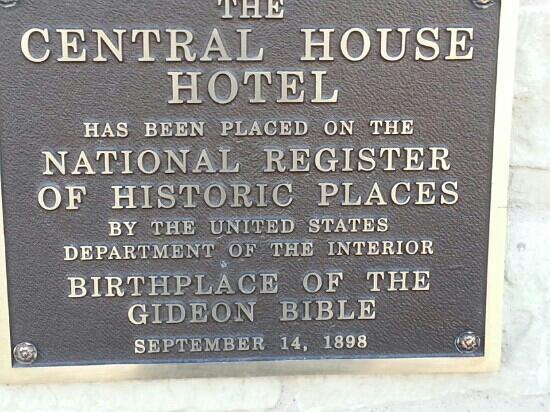 THE
CENTRAL HOUSE
HOTEL
HAS BEEN PLACED ON THE
NATIONAL REGISTER
OF HISTORIC PLACES
BY THE UNITED STATES
DEPARTMENT OF THE INTERIOR
BIRTHPLACE OF THE
GIDEON BIBLE
SEPTEMBER 14, 1898